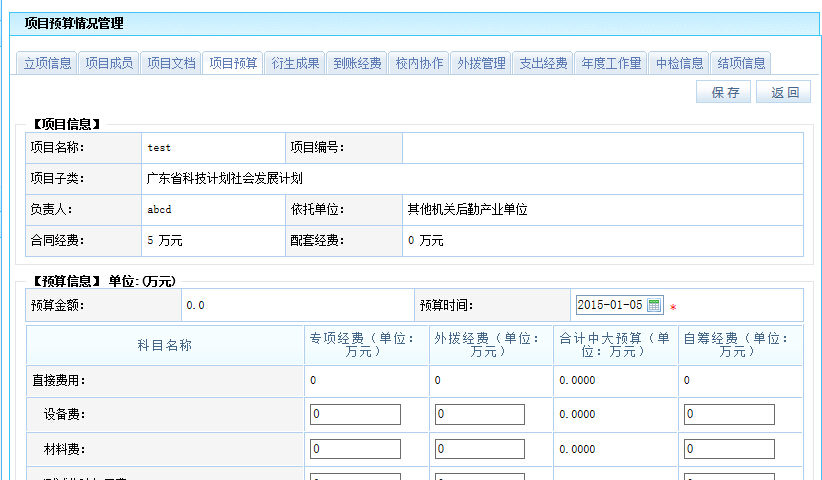 项目预算情况管理
立项信息 项目成员 项目文档 项目预算 衍生成果 到账经费 校内协作 外拨管理 支出经费 年度工作量 中检信息 结项信息
保 存 返 回
【项目信息】
项目名称: test 项目编号:
项目子类: 广东省科技计划社会发展计划
负责人: abcd 依托单位: 其他机关后勤产业单位
合同经费: 5 万元 配套经费: 0 万元
【预算信息】 单位:(万元)
预算金额: 0.0 预算时间: 2015-01-05 *
科目名称 专项经费（单位：万元） 外拨经费（单位：万元） 合计中大预算（单位：万元） 自筹经费（单位：万元）
直接费用: 0 0 0.0000 0
设备费: 0 0 0.0000 0
材料费: 0 0 0.0000 0